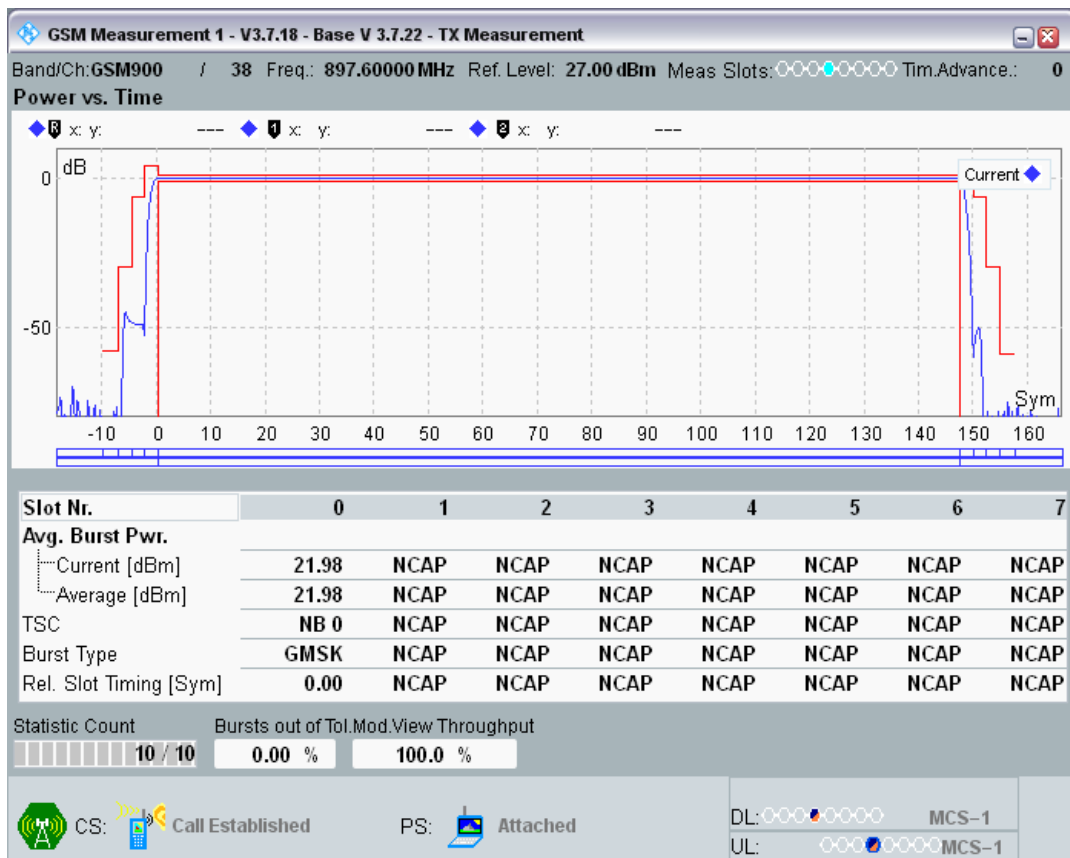 GSM Measurement 1 - V3.7.18 - Base V 3.7.22 - TX Measurement
Band/Ch:GSM900 / 38 Freq.: 897.60000 MHz Ref. Level: 27.00 dBm Meas Slots: Tim.Advance.: 0
Power vs. Time
R x: y: --- 1 x: y: --- 2 x: y: ---
dB
Current
0
-50
Sym
-10 0 10 20 30 40 50 60 70 80 90 100 110 120 130 140 150 160
Slot Nr. 0 1 2 3 4 5 6 7
Avg. Burst Pwr.
Current [dBm] 21.98 NCAP NCAP NCAP NCAP NCAP NCAP NCAP
Average [dBm] 21.98 NCAP NCAP NCAP NCAP NCAP NCAP NCAP
TSC NB 0 NCAP NCAP NCAP NCAP NCAP NCAP NCAP
Burst Type GMSK NCAP NCAP NCAP NCAP NCAP NCAP NCAP
Rel. Slot Timing [Sym] 0.00 NCAP NCAP NCAP NCAP NCAP NCAP NCAP
Statistic Count Bursts out of Tol.Mod.View Throughput
10 / 10 0.00 % 100.0 %
CS: Call Established PS: Attached
DL: MCS-1
UL: MCS-1